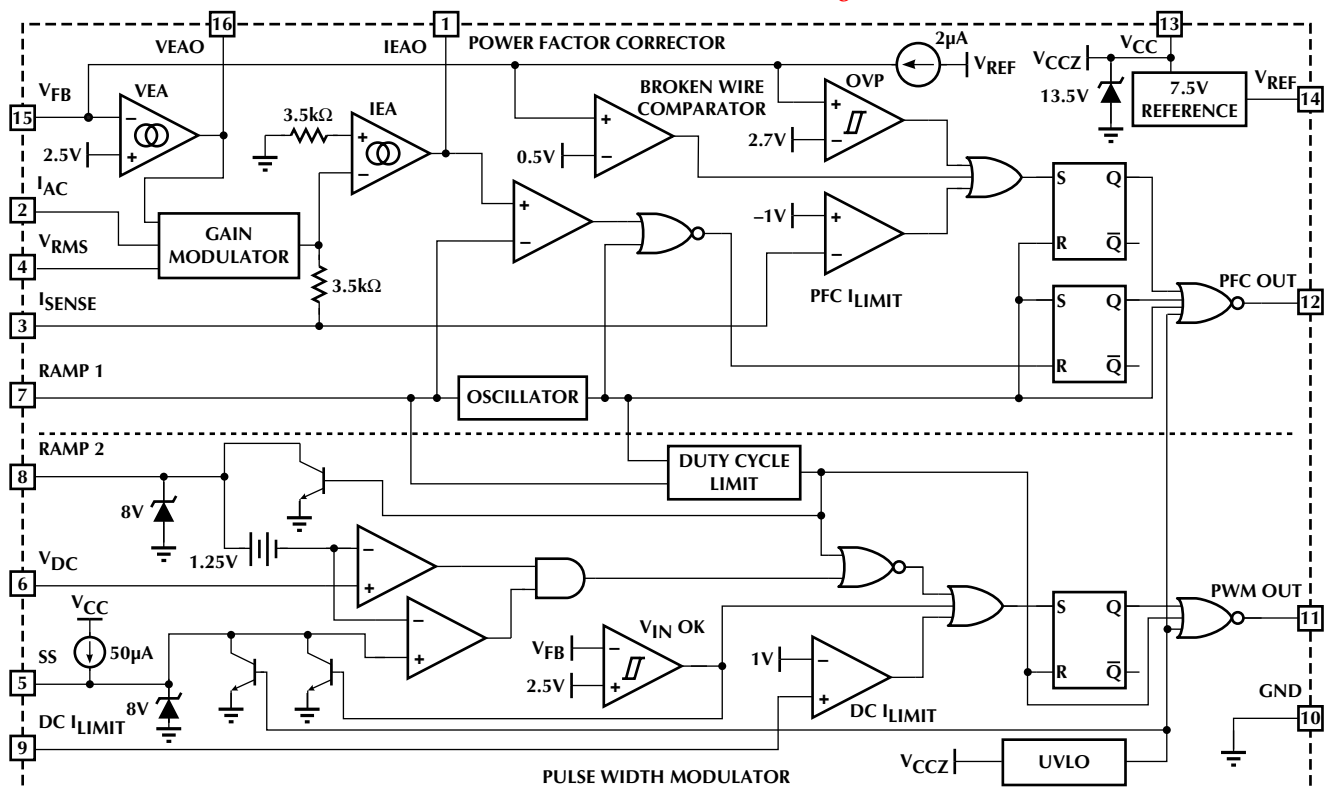 16
1
13
VEAO
IEAO
POWER FACTOR CORRECTOR
2µA
VREF
VCCZ
VCC
13.5V
7.5V
REFERENCE
VREF
14
VFB
15
VEA
2.5V
3.5kΩ
IEA
BROKEN WIRE
COMPARATOR
0.5V
OVP
2.7V
IAC
2
VRMS
4
GAIN
MODULATOR
3.5kΩ
ISENSE
3
–1V
PFC ILIMIT
S
Q
R
Q
S
Q
R
Q
PFC OUT
12
RAMP 1
7
OSCILLATOR
RAMP 2
8
8V
DUTY CYCLE
LIMIT
1.25V
VDC
6
VCC
50µA
SS
5
8V
VIN OK
VFB
2.5V
1V
DC ILIMIT
S
Q
R
Q
PWM OUT
11
GND
10
DC ILIMIT
9
VCCZ
UVLO
PULSE WIDTH MODULATOR